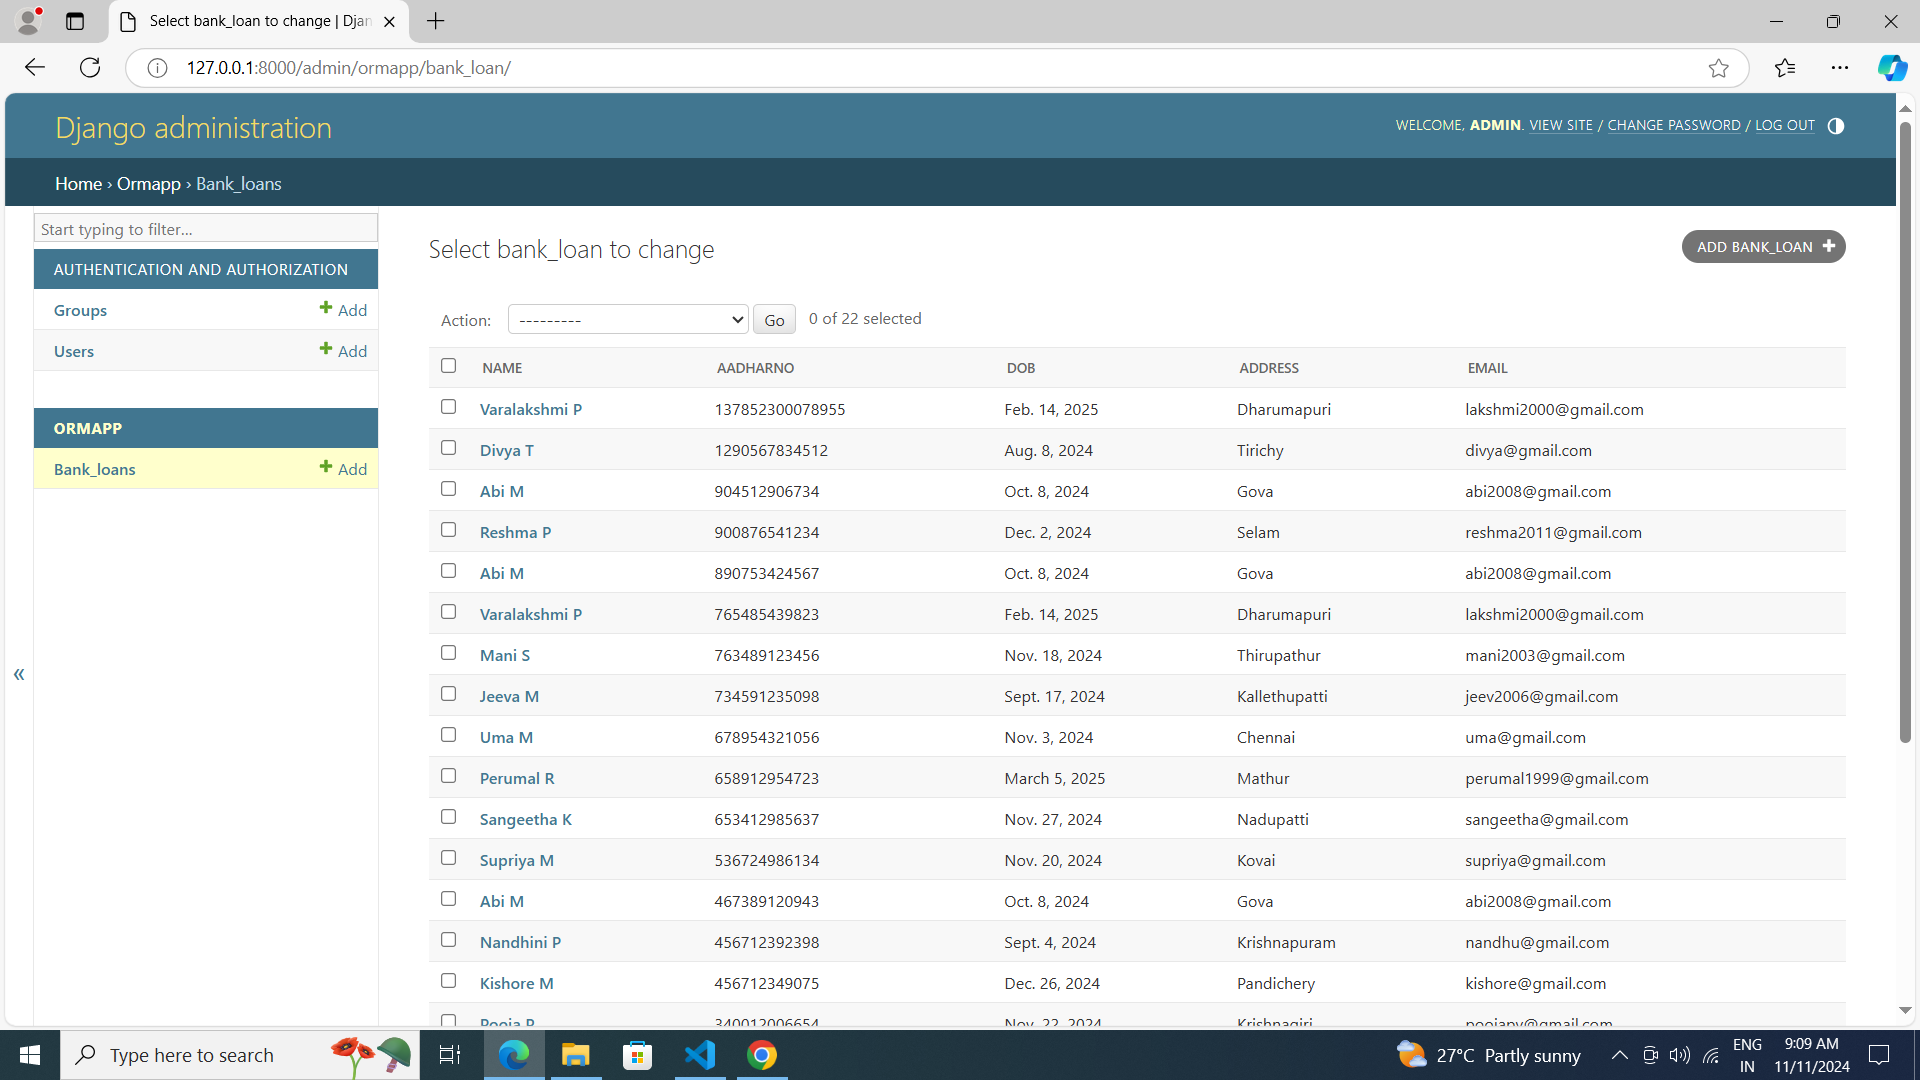 Select bank_loan to change | Djan
127.0.0.1:8000/admin/ormapp/bank_loan/
Django administration
WELCOME, ADMIN. VIEW SITE / CHANGE PASSWORD / LOG OUT
Home › Ormapp › Bank_loans
Start typing to filter...
AUTHENTICATION AND AUTHORIZATION
Groups + Add
Users + Add
ORMAPP
Bank_loans + Add
«
Select bank_loan to change
ADD BANK_LOAN +
Action: --------- Go 0 of 22 selected
NAME AADHARNO DOB ADDRESS EMAIL
Varalakshmi P 137852300078955 Feb. 14, 2025 Dharumapuri lakshmi2000@gmail.com
Divya T 1290567834512 Aug. 8, 2024 Tirichy divya@gmail.com
Abi M 904512906734 Oct. 8, 2024 Gova abi2008@gmail.com
Reshma P 900876541234 Dec. 2, 2024 Selam reshma2011@gmail.com
Abi M 890753424567 Oct. 8, 2024 Gova abi2008@gmail.com
Varalakshmi P 765485439823 Feb. 14, 2025 Dharumapuri lakshmi2000@gmail.com
Mani S 763489123456 Nov. 18, 2024 Thirupathur mani2003@gmail.com
Jeeva M 734591235098 Sept. 17, 2024 Kallethupatti jeev2006@gmail.com
Uma M 678954321056 Nov. 3, 2024 Chennai uma@gmail.com
Perumal R 658912954723 March 5, 2025 Mathur perumal1999@gmail.com
Sangeetha K 653412985637 Nov. 27, 2024 Nadupatti sangeetha@gmail.com
Supriya M 536724986134 Nov. 20, 2024 Kovai supriya@gmail.com
Abi M 467389120943 Oct. 8, 2024 Gova abi2008@gmail.com
Nandhini P 456712392398 Sept. 4, 2024 Krishnapuram nandhu@gmail.com
Kishore M 456712349075 Dec. 26, 2024 Pandichery kishore@gmail.com
Pooja P 340012006654 Nov. 22, 2024 Krishnagiri poojapv@gmail.com
Type here to search
27°C Partly sunny
ENG
IN
9:09 AM
11/11/2024